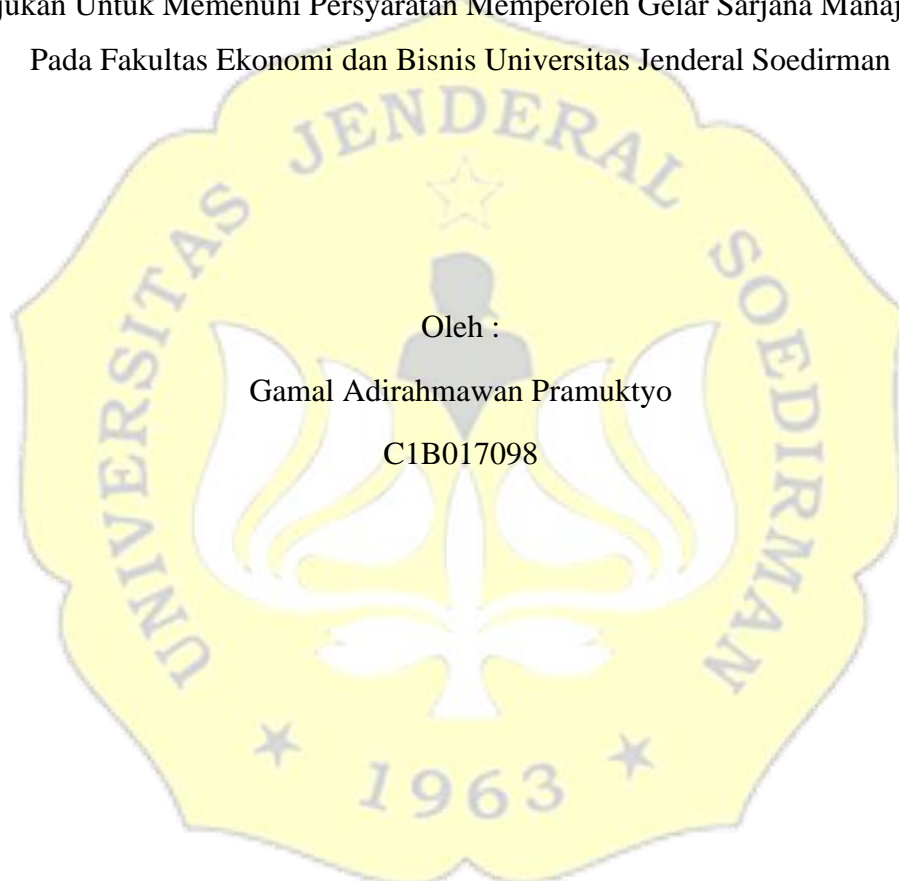 jukan Untuk Memenuhi Persyaratan Memperoleh Gelar Sarjana Manaj
Pada Fakultas Ekonomi dan Bisnis Universitas Jenderal Soedirman
UNIVERSITAS JENDERAL SOEDIRMAN
Oleh :
Gamal Adirahmawan Pramuktyo
C1B017098
1963